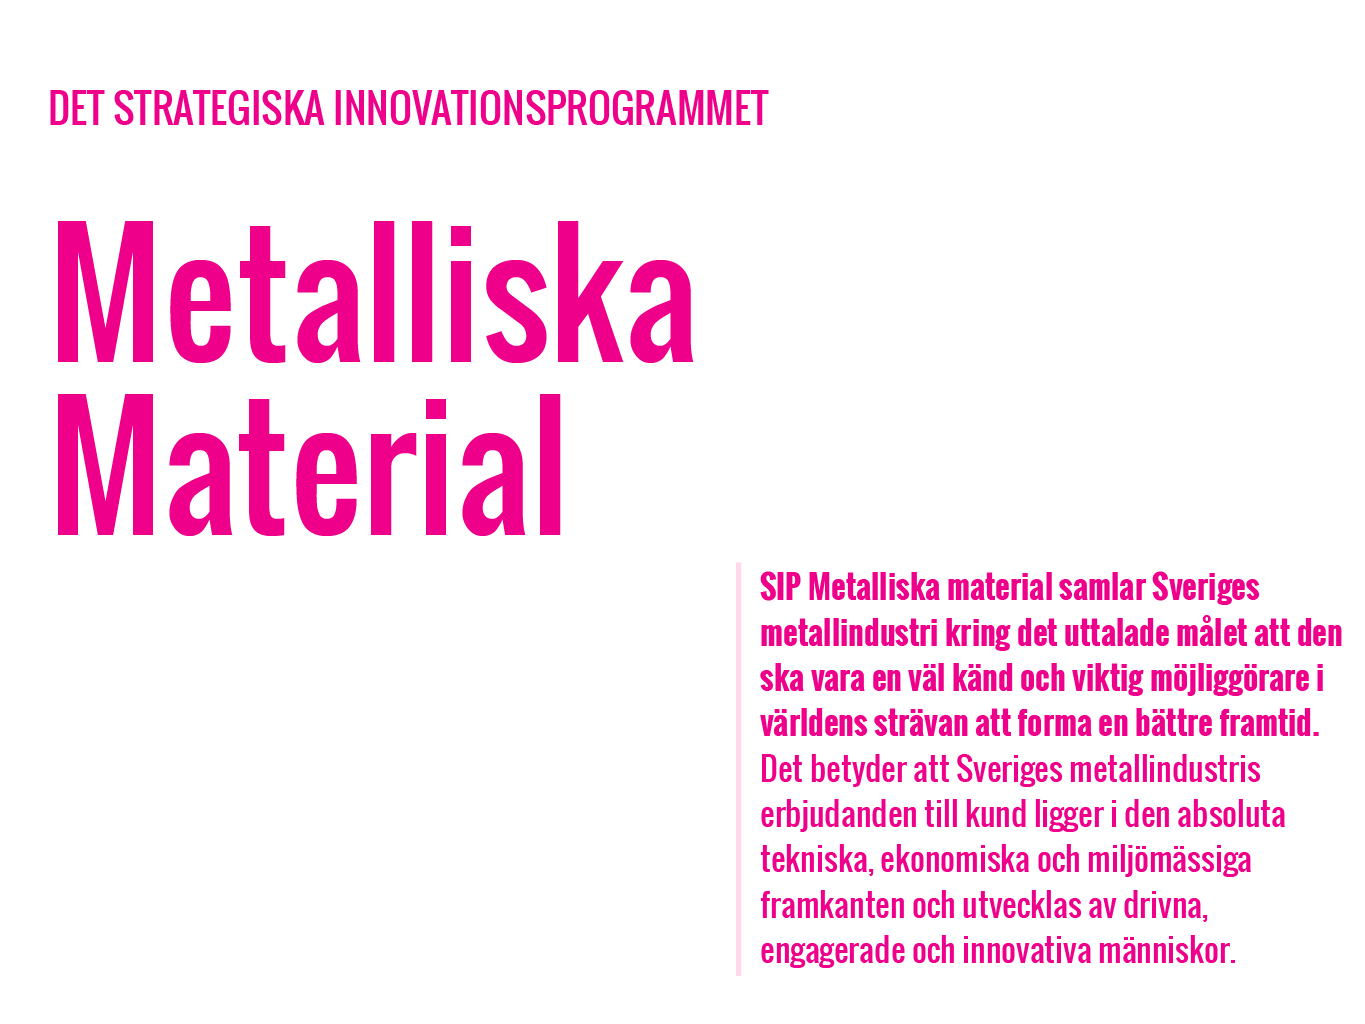 DET STRATEGISKA INNOVATIONSPROGRAMMET
Metalliska
Material
SIP Metalliska material samlar Sveriges
metallindustri kring det uttalade målet att den
ska vara en väl känd och viktig möjliggörare i
världens strävan att forma en bättre framtid.
Det betyder att Sveriges metallindustris
erbjudanden till kund ligger i den absoluta
tekniska, ekonomiska och miljömässiga
framkanten och utvecklas av drivna,
engagerade och innovativa människor.